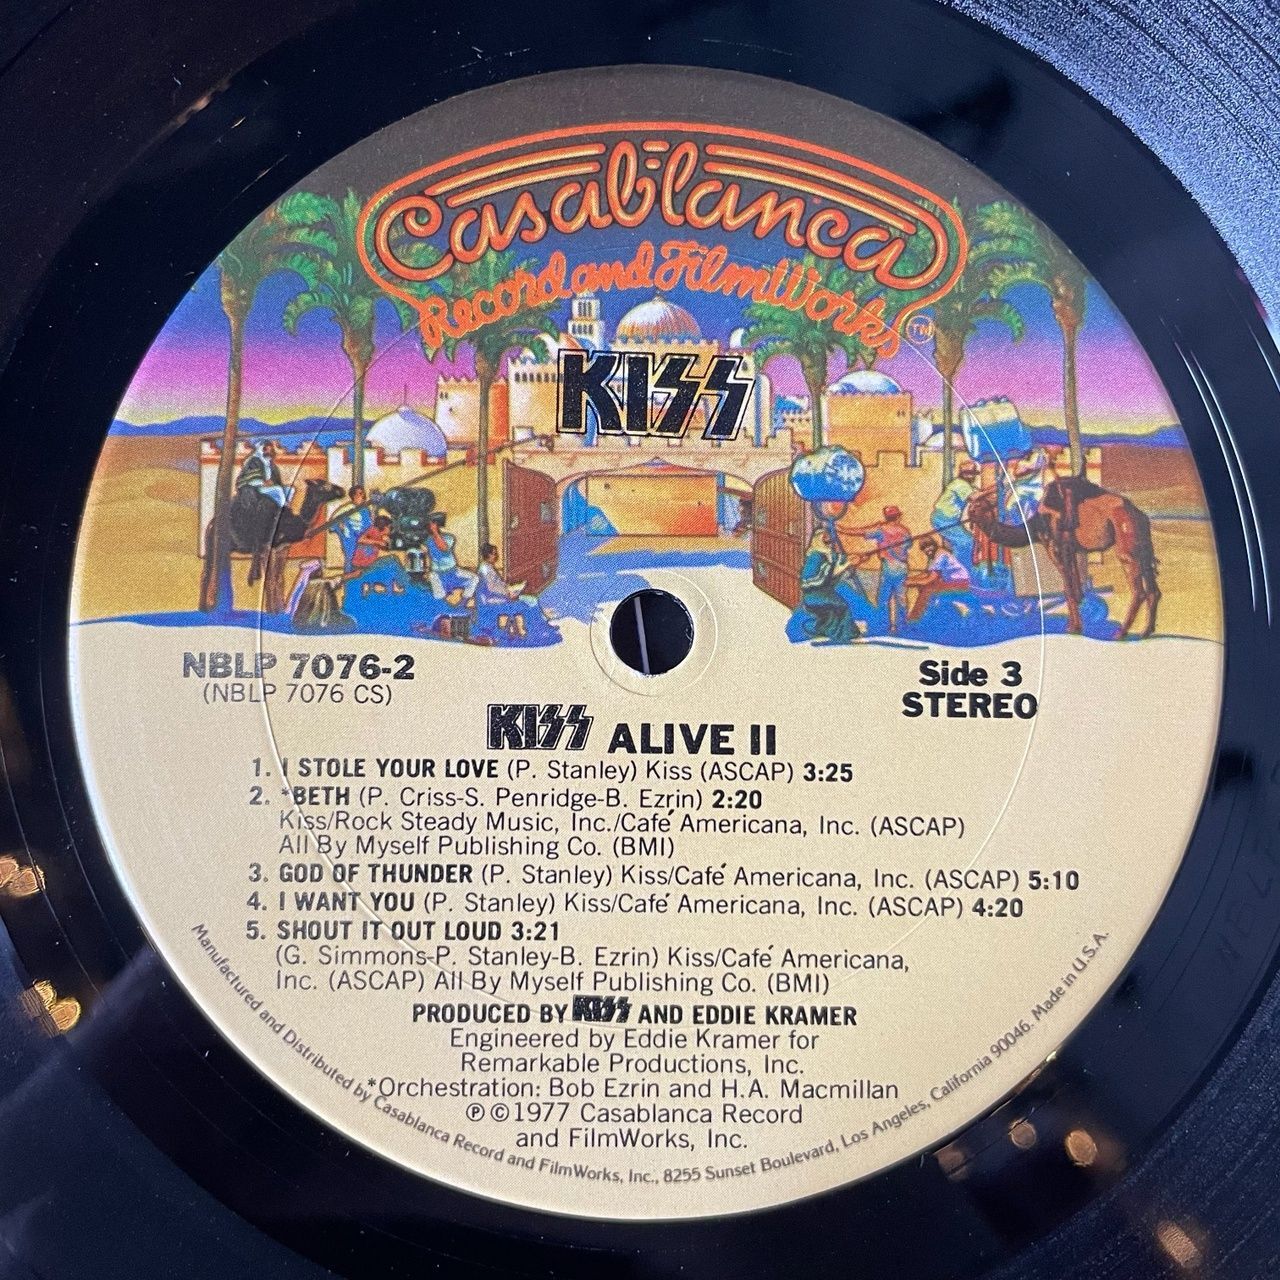 Casablanca
Record and FilmWorks
TM
KISS
NBLP 7076-2
(NBLP 7076 CS)
Side 3
STEREO
KISS ALIVE II
1. I STOLE YOUR LOVE (P. Stanley) Kiss (ASCAP) 3:25
2. *BETH (P. Criss-S. Penridge-B. Ezrin) 2:20
Kiss/Rock Steady Music, Inc./Café Americana, Inc. (ASCAP)
All By Myself Publishing Co. (BMI)
3. GOD OF THUNDER (P. Stanley) Kiss/Café Americana, Inc. (ASCAP) 5:10
4. I WANT YOU (P. Stanley) Kiss/Café Americana, Inc. (ASCAP) 4:20
5. SHOUT IT OUT LOUD 3:21
(G. Simmons-P. Stanley-B. Ezrin) Kiss/Café Americana,
Inc. (ASCAP) All By Myself Publishing Co. (BMI)
PRODUCED BY KISS AND EDDIE KRAMER
Engineered by Eddie Kramer for
Remarkable Productions, Inc.
*Orchestration: Bob Ezrin and H.A. Macmillan
℗©1977 Casablanca Record
and FilmWorks, Inc.
Manufactured and Distributed by Casablanca Record and FilmWorks, Inc., 8255 Sunset Boulevard, Los Angeles, California 90046. Made in U.S.A.